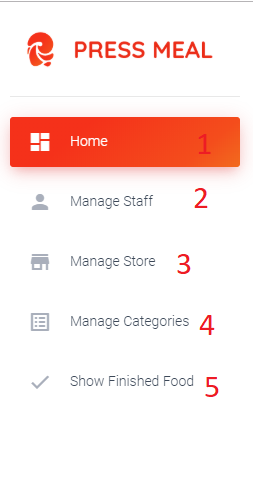 PRESS MEAL
Home 1
Manage Staff 2
Manage Store 3
Manage Categories 4
Show Finished Food 5